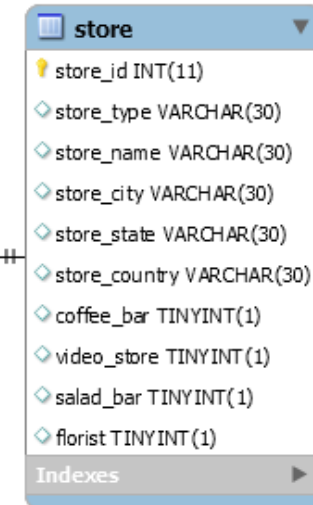 store
store_id INT(11)
store_type VARCHAR(30)
store_name VARCHAR(30)
store_city VARCHAR(30)
store_state VARCHAR(30)
store_country VARCHAR(30)
coffee_bar TINYINT(1)
video_store TINYINT(1)
salad_bar TINYINT(1)
florist TINYINT(1)
Indexes